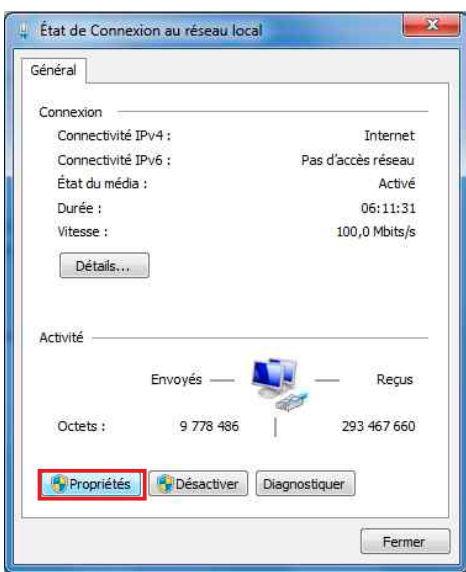 État de Connexion au réseau local
Général
Connexion
Connectivité IPv4 : Internet
Connectivité IPv6 : Pas d'accès réseau
État du média : Activé
Durée : 06:11:31
Vitesse : 100,0 Mbits/s
Détails...
Activité
Envoyés — — Reçus
Octets : 9 778 486 293 467 660
Propriétés Désactiver Diagnostiquer
Fermer